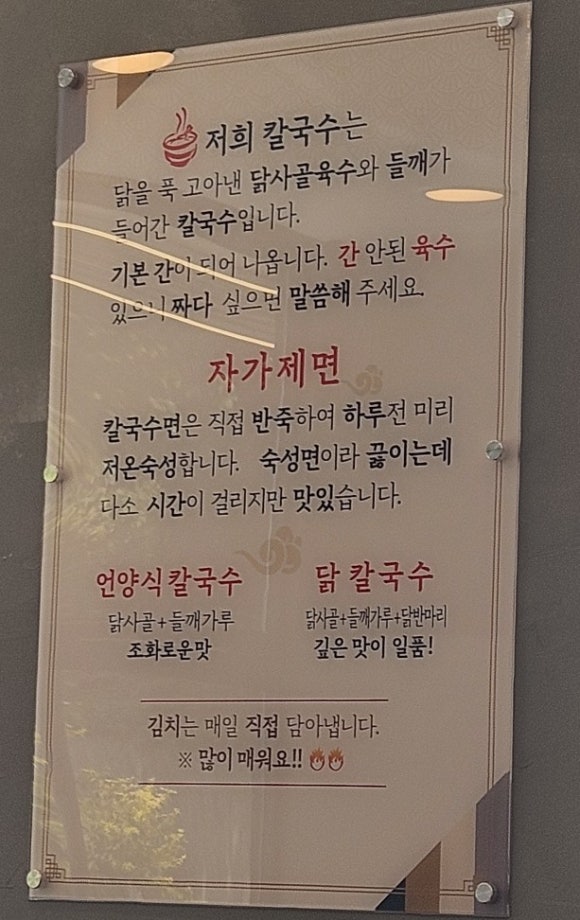 저희 칼국수는
닭을 푹 고아낸 닭사골육수와 들깨가
들어간 칼국수입니다.
기본 간이 되어 나옵니다. 간 안된 육수
있으니 짜다 싶으면 말씀해 주세요.
자가제면
칼국수면은 직접 반죽하여 하루전 미리
저온숙성합니다. 숙성면이라 끓이는데
다소 시간이 걸리지만 맛있습니다.
언양식칼국수
닭사골+들깨가루
조화로운맛
닭 칼국수
닭사골+들깨가루+닭반마리
깊은 맛이 일품!
김치는 매일 직접 담아냅니다.
※ 많이 매워요!!